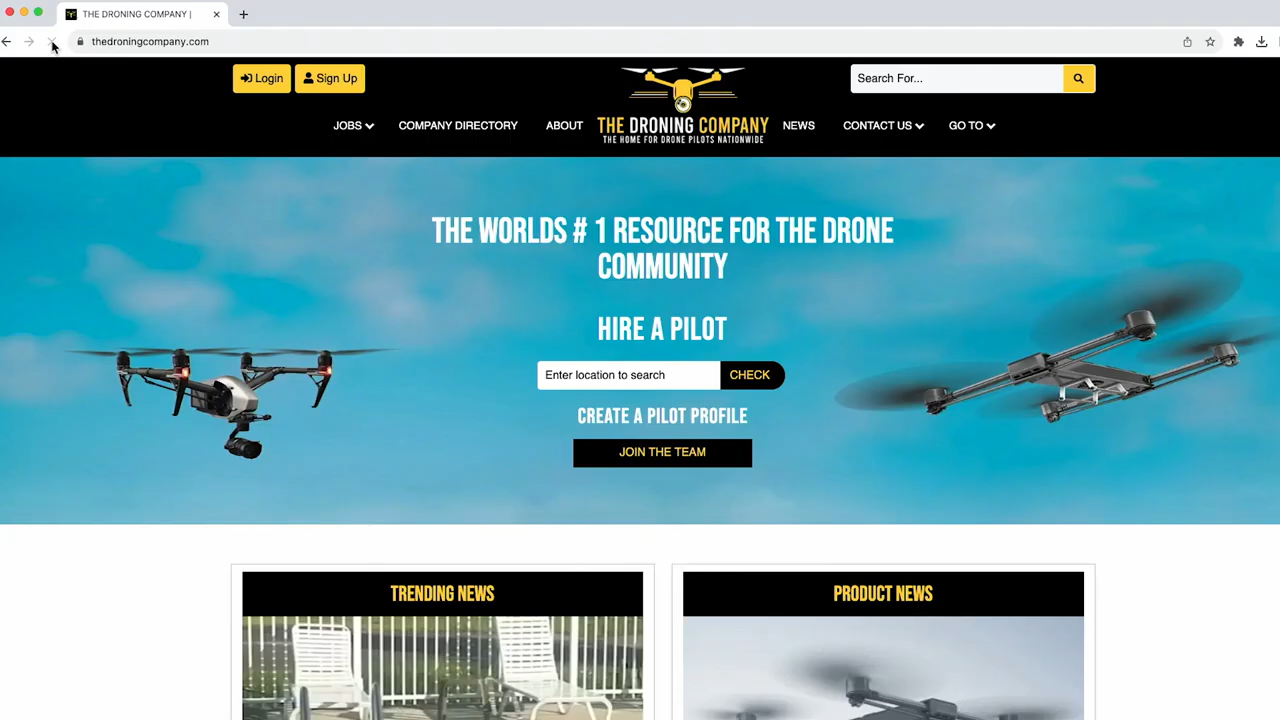 THE DRONING COMPANY |
thedroningcompany.com
Login
Sign Up
Search For...
JOBS
COMPANY DIRECTORY
ABOUT
THE DRONING COMPANY
THE HOME FOR DRONE PILOTS NATIONWIDE
NEWS
CONTACT US
GO TO
THE WORLDS # 1 RESOURCE FOR THE DRONE
COMMUNITY
HIRE A PILOT
Enter location to search
CHECK
CREATE A PILOT PROFILE
JOIN THE TEAM
TRENDING NEWS
PRODUCT NEWS